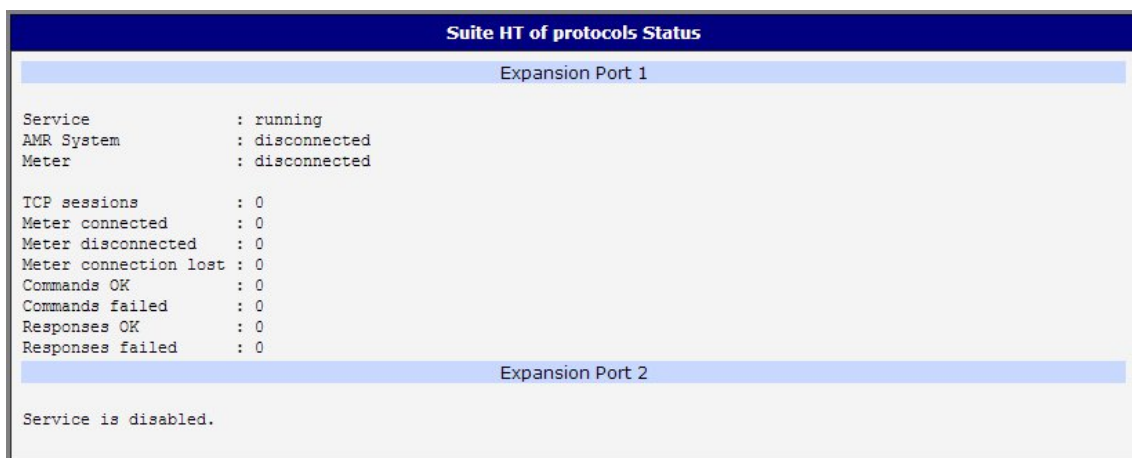 Suite HT of protocols Status
Expansion Port 1
Service : running
AMR System : disconnected
Meter : disconnected
TCP sessions : 0
Meter connected : 0
Meter disconnected : 0
Meter connection lost : 0
Commands OK : 0
Commands failed : 0
Responses OK : 0
Responses failed : 0
Expansion Port 2
Service is disabled.